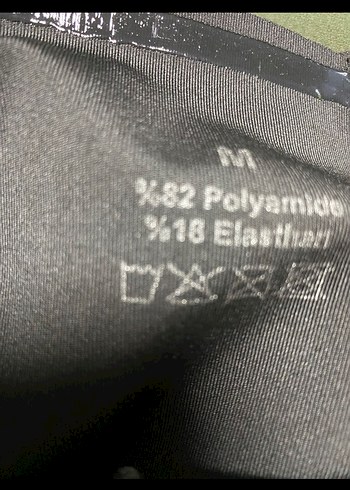 M
%82 Polyamide
%18 Elasthan